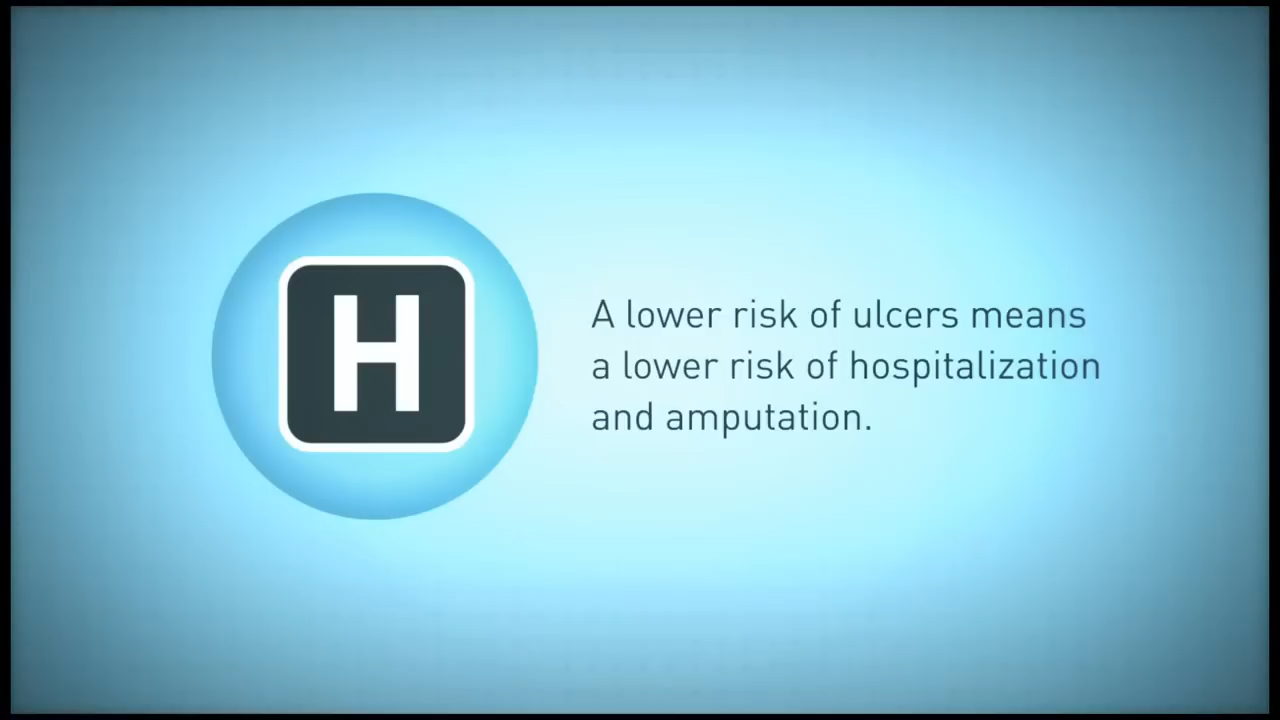 H
A lower risk of ulcers means
a lower risk of hospitalization
and amputation.